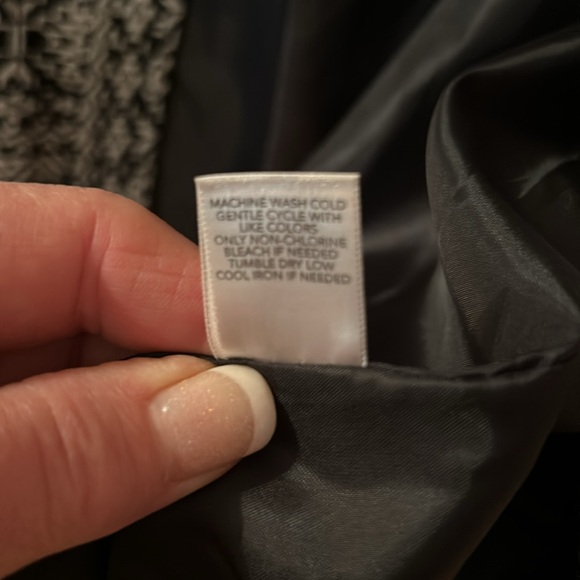 MACHINE WASH COLD
GENTLE CYCLE WITH
LIKE COLORS
ONLY NON-CHLORINE
BLEACH IF NEEDED
TUMBLE DRY LOW
COOL IRON IF NEEDED